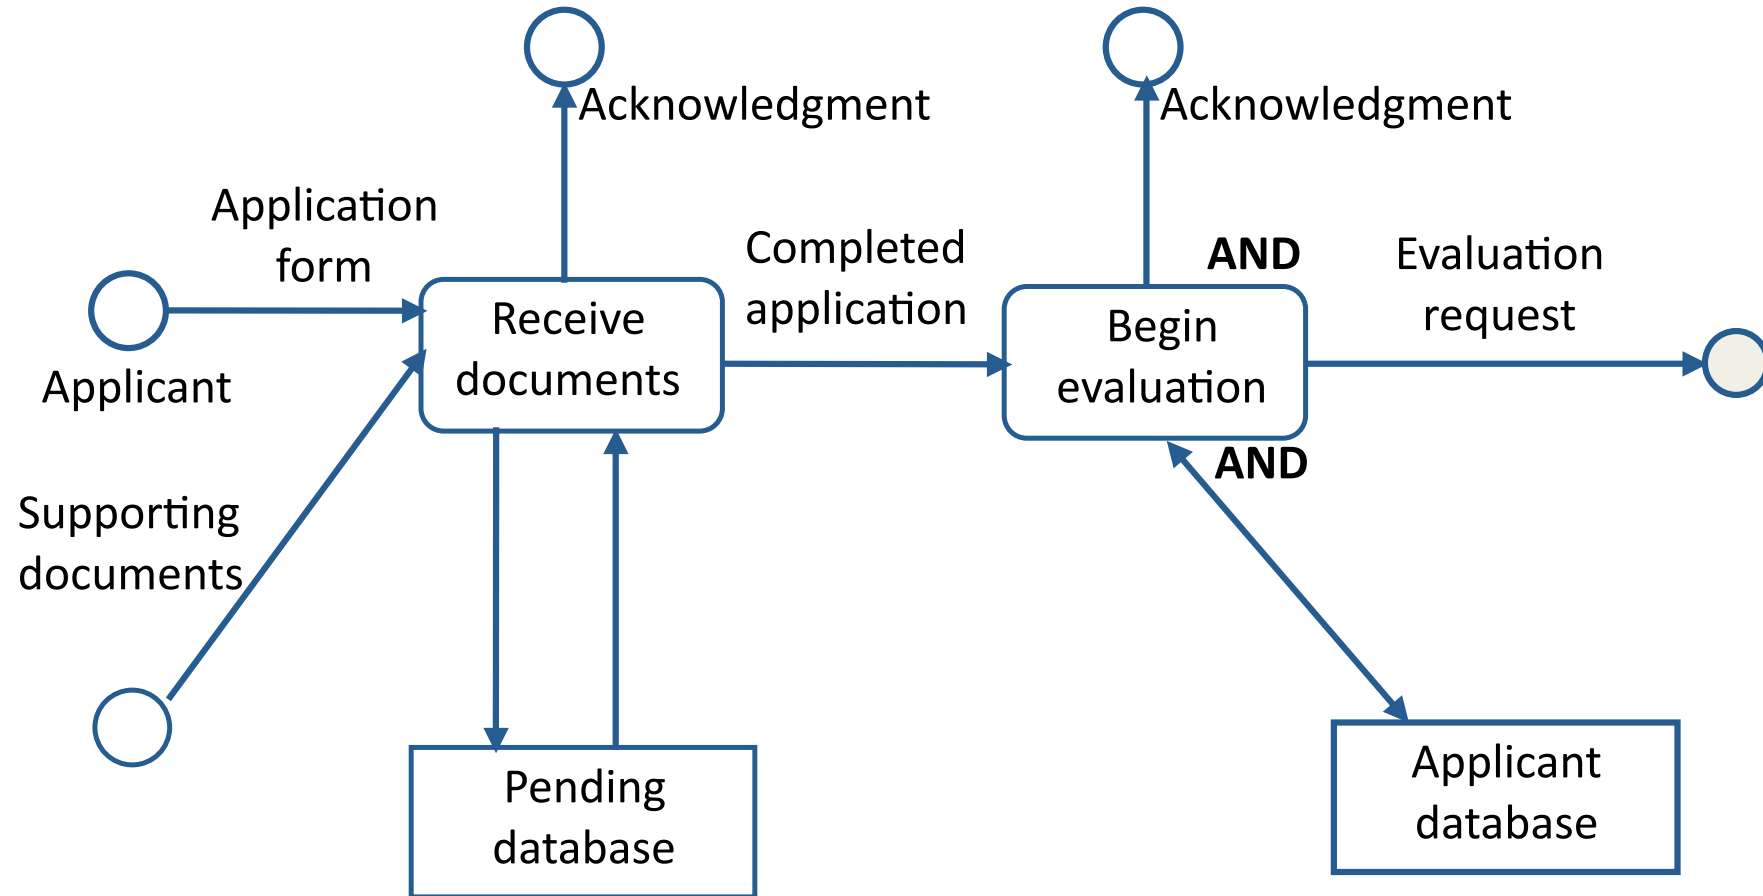 Acknowledgment
Acknowledgment
Application
form
Applicant
Receive
documents
Completed
application
AND
Begin
evaluation
Evaluation
request
AND
Supporting
documents
Pending
database
Applicant
database